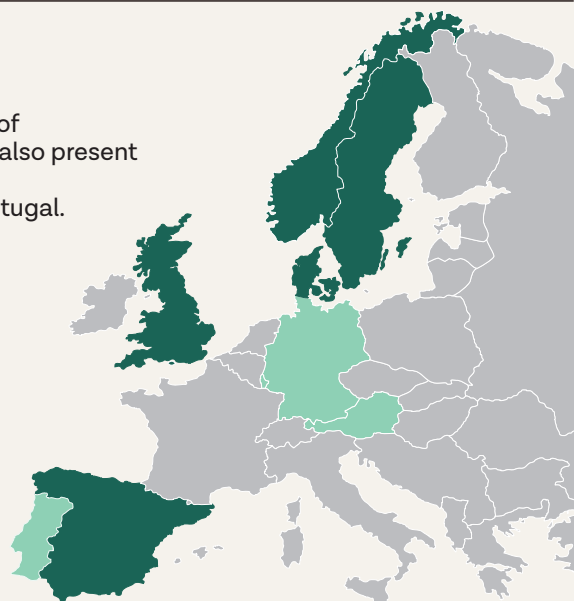 of
also present
tugal.